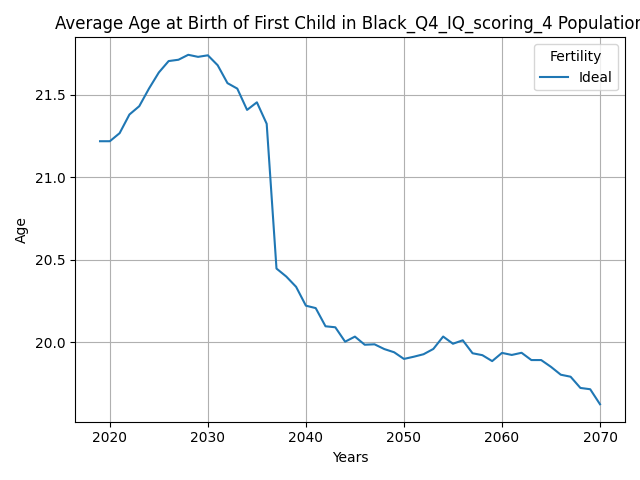 Average Age at Birth of First Child in Black_Q4_IQ_scoring_4 Population
Fertility
Ideal
21.5
21.0
20.5
20.0
Age
2020 2030 2040 2050 2060 2070
Years